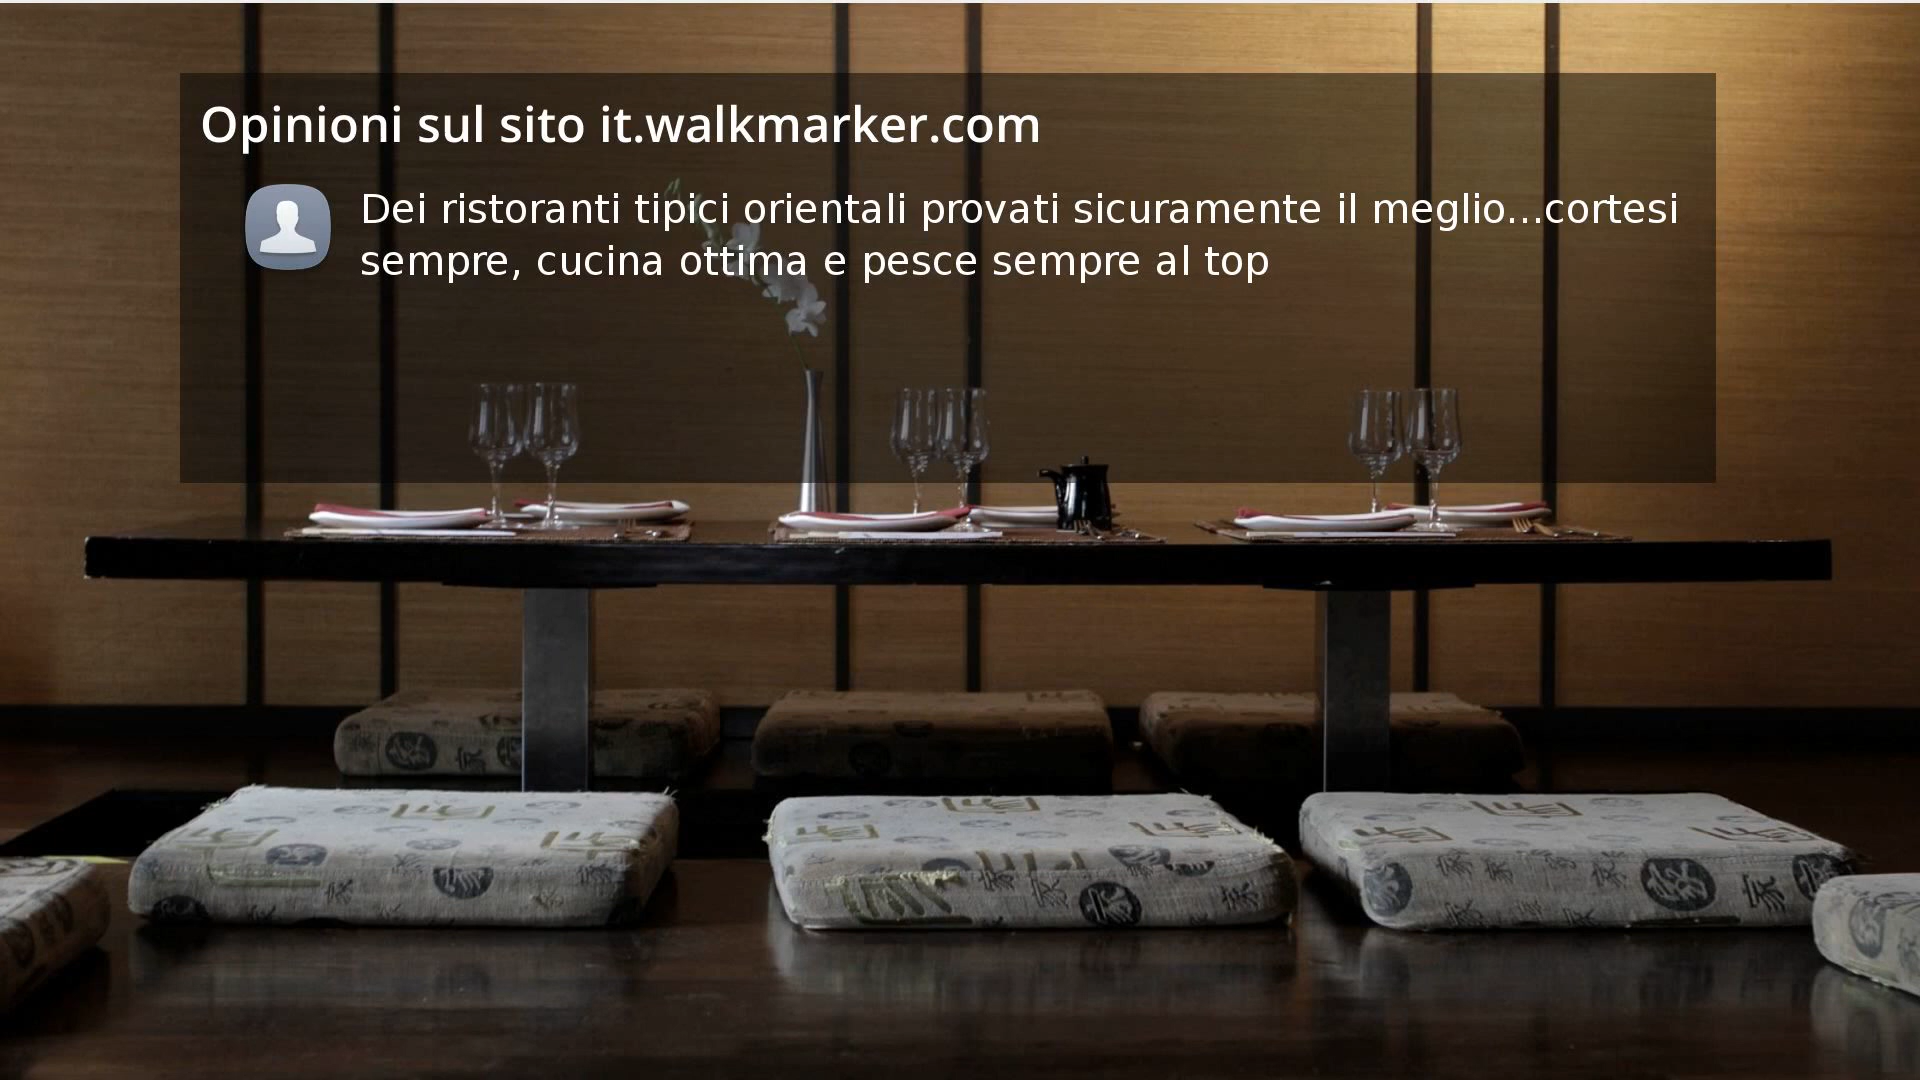 Opinioni sul sito it.walkmarker.com
Dei ristoranti tipici orientali provati sicuramente il meglio...cortesi
sempre, cucina ottima e pesce sempre al top